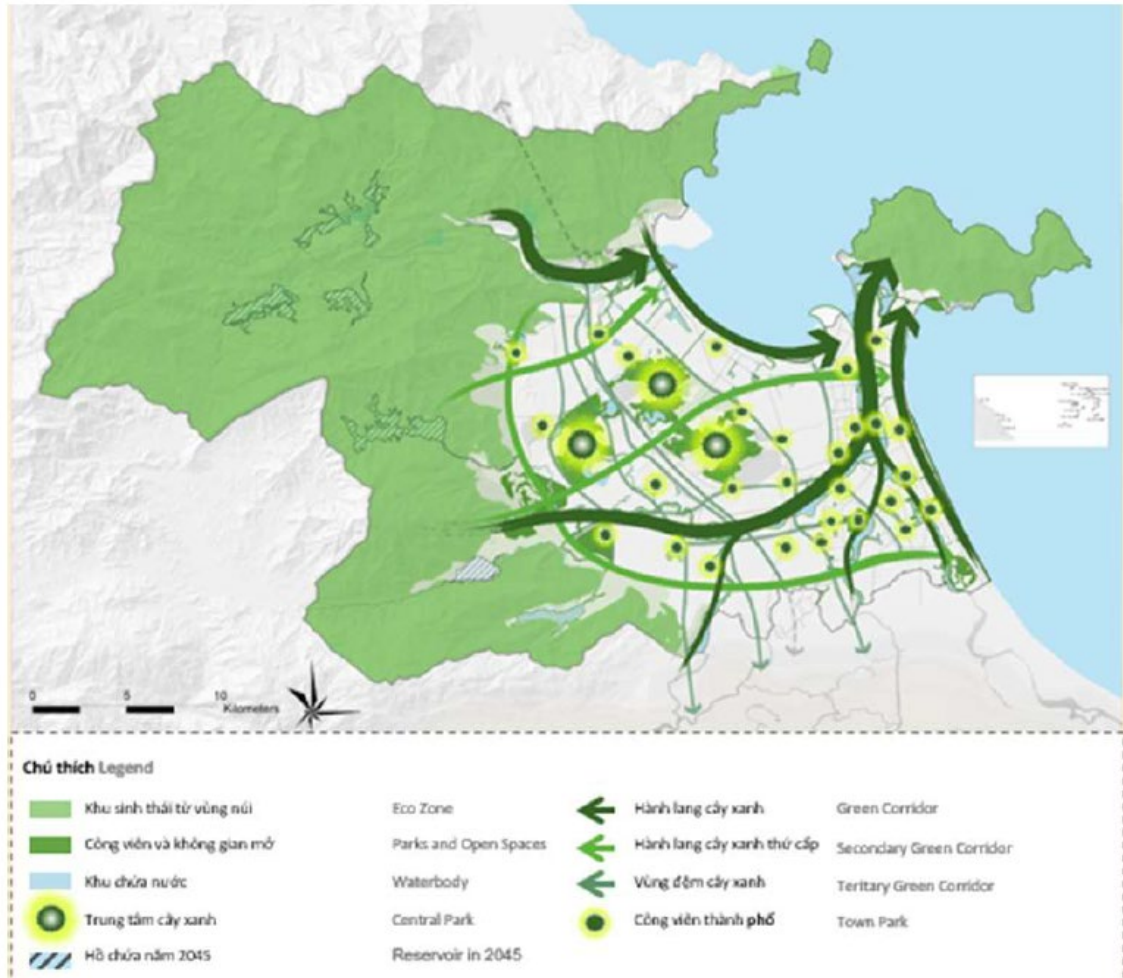 0 5 10
Kilometers
Chú thích Legend
Khu sinh thái từ vùng núi Eco Zone
Công viên và không gian mở Parks and Open Spaces
Khu chứa nước Waterbody
Trung tâm cây xanh Central Park
Hồ chứa năm 2045 Reservoir in 2045
Hành lang cây xanh Green Corridor
Hành lang cây xanh thứ cấp Secondary Green Corridor
Vùng đệm cây xanh Teritary Green Corridor
Công viên thành phố Town Park